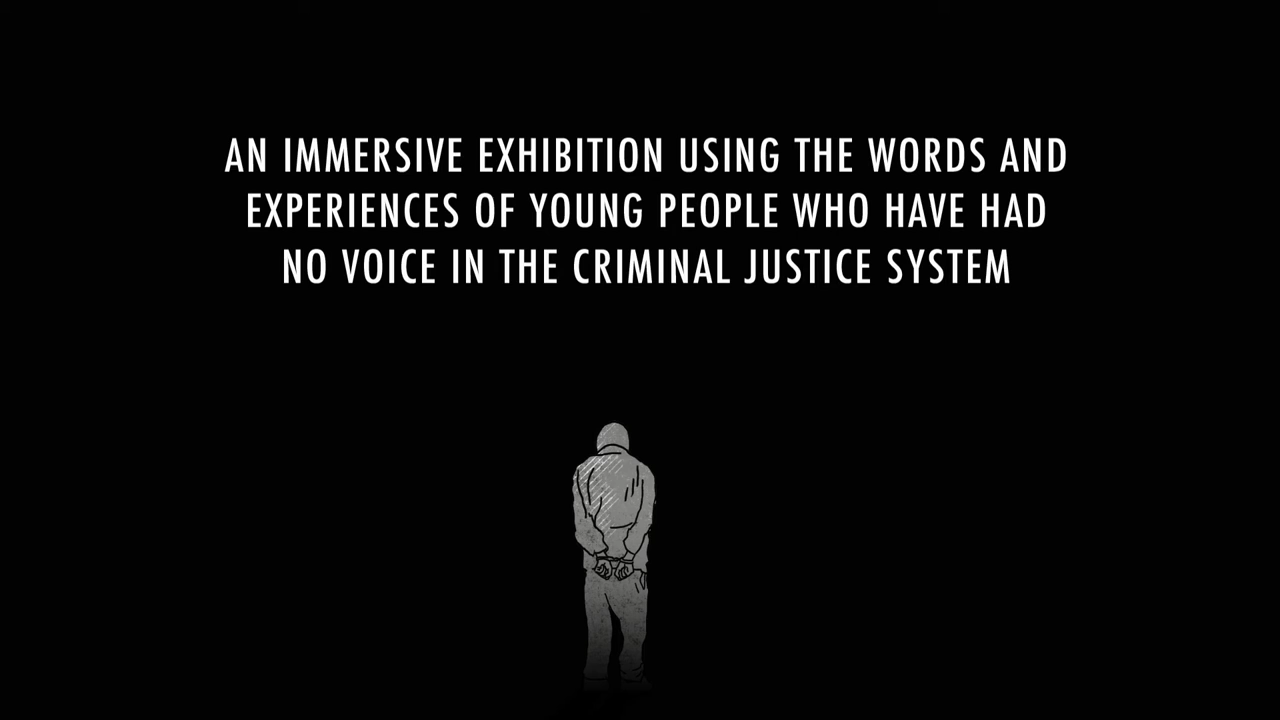 AN IMMERSIVE EXHIBITION USING THE WORDS AND
EXPERIENCES OF YOUNG PEOPLE WHO HAVE HAD
NO VOICE IN THE CRIMINAL JUSTICE SYSTEM